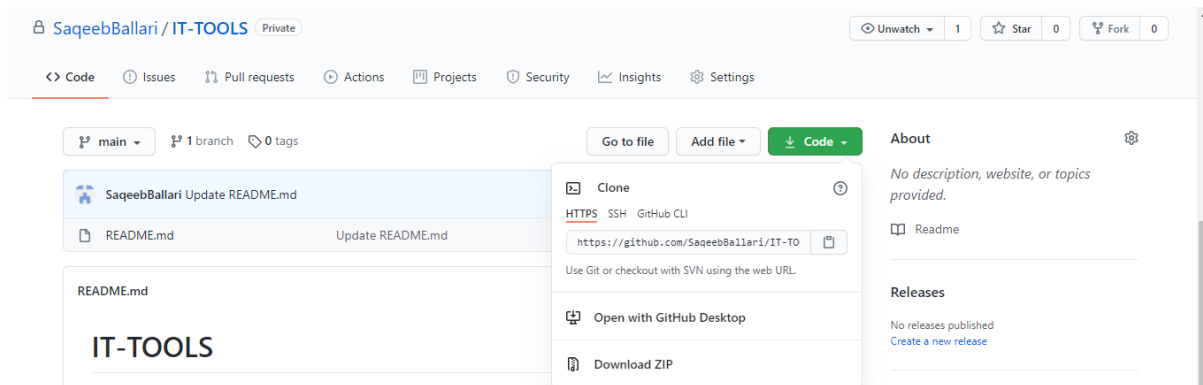 SaqeebBallari / IT-TOOLS Private
Unwatch 1 Star 0 Fork 0
<> Code Issues Pull requests Actions Projects Security Insights Settings
main 1 branch 0 tags
Go to file Add file Code
SaqeebBallari Update README.md
README.md Update README.md
README.md
IT-TOOLS
Clone
HTTPS SSH GitHub CLI
https://github.com/SaqeebBallari/IT-TO
Use Git or checkout with SVN using the web URL.
Open with GitHub Desktop
Download ZIP
About
No description, website, or topics
provided.
Readme
Releases
No releases published
Create a new release